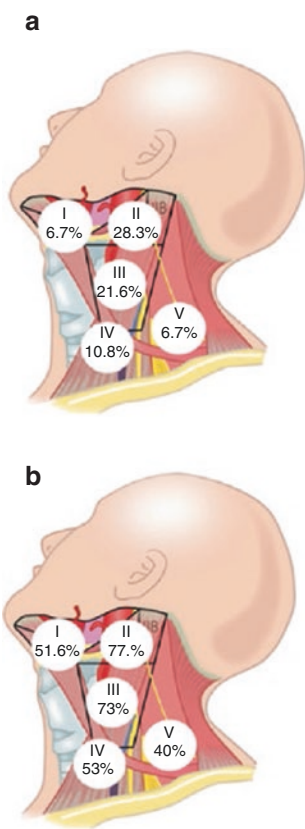 a
IIB
I
6.7%
II
28.3%
III
21.6%
IV
10.8%
V
6.7%
b
IIB
I
51.6%
II
77.%
III
73%
IV
53%
V
40%